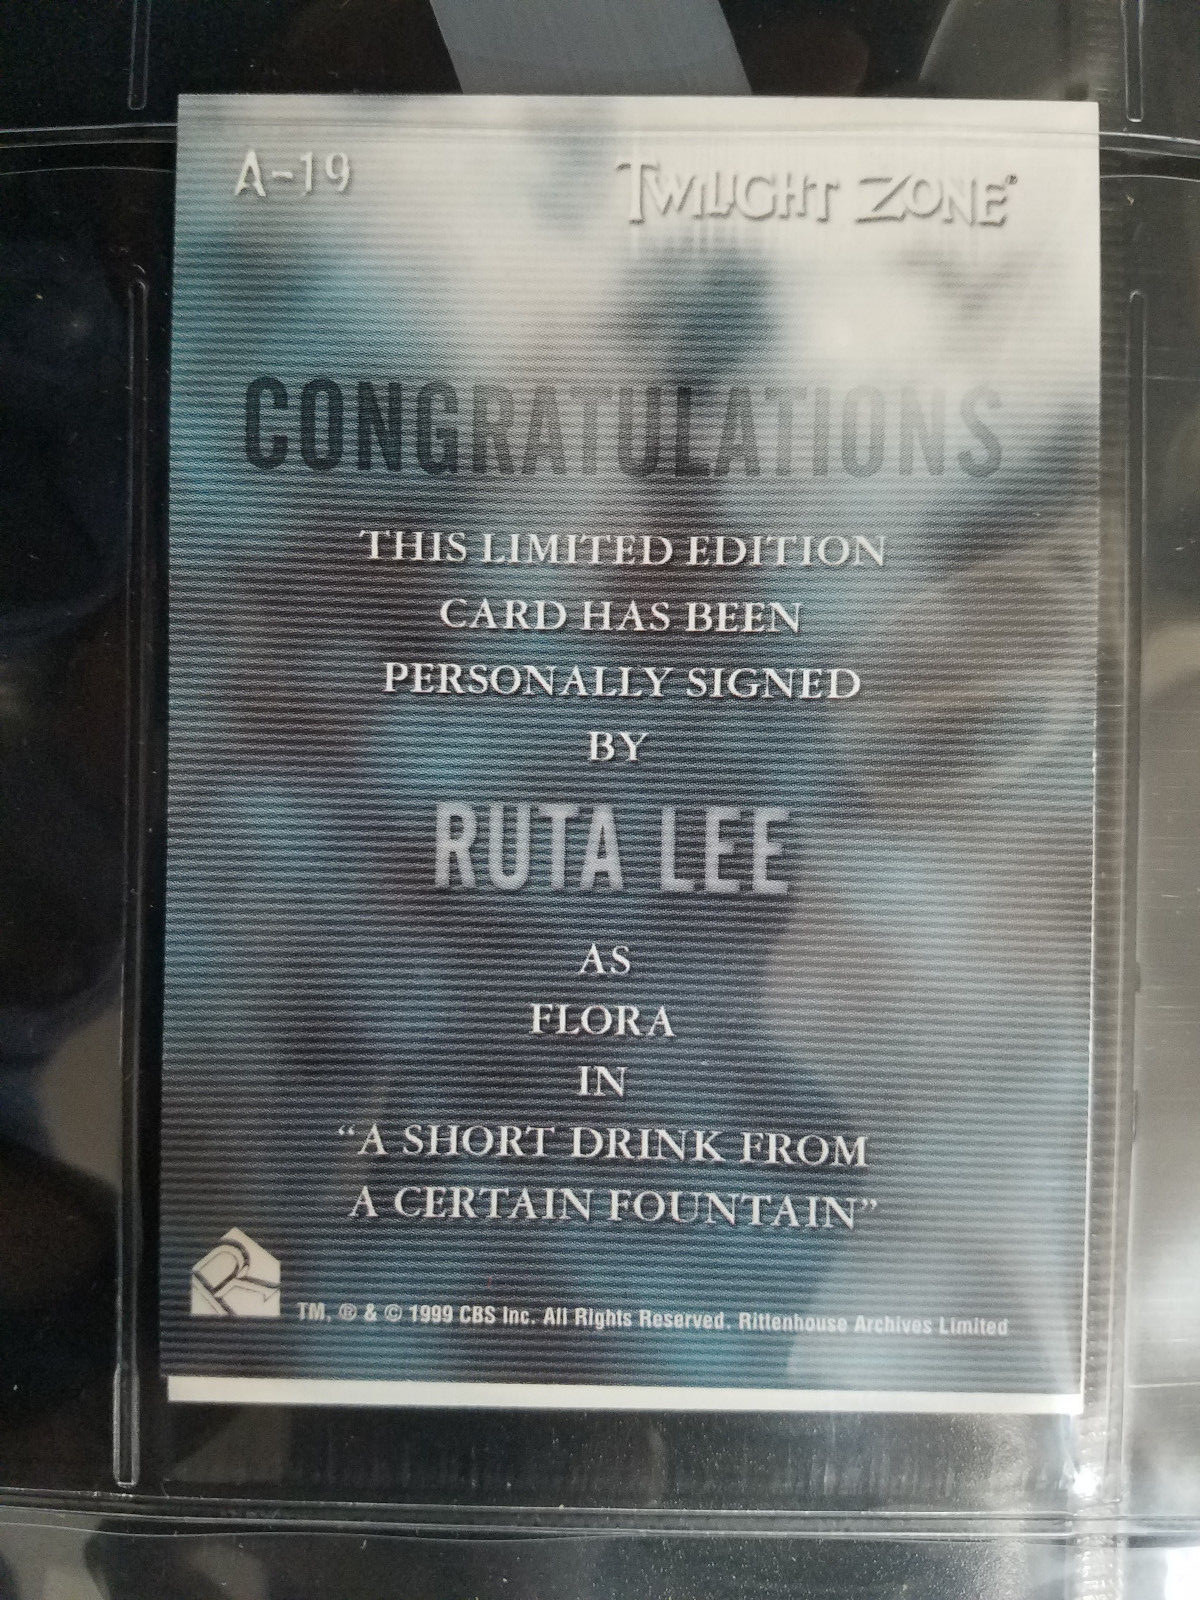 A-19
TWILIGHT ZONE®
CONGRATULATIONS
THIS LIMITED EDITION
CARD HAS BEEN
PERSONALLY SIGNED
BY
RUTA LEE
AS
FLORA
IN
“A SHORT DRINK FROM
A CERTAIN FOUNTAIN”
R
TM, ® & © 1999 CBS Inc. All Rights Reserved. Rittenhouse Archives Limited